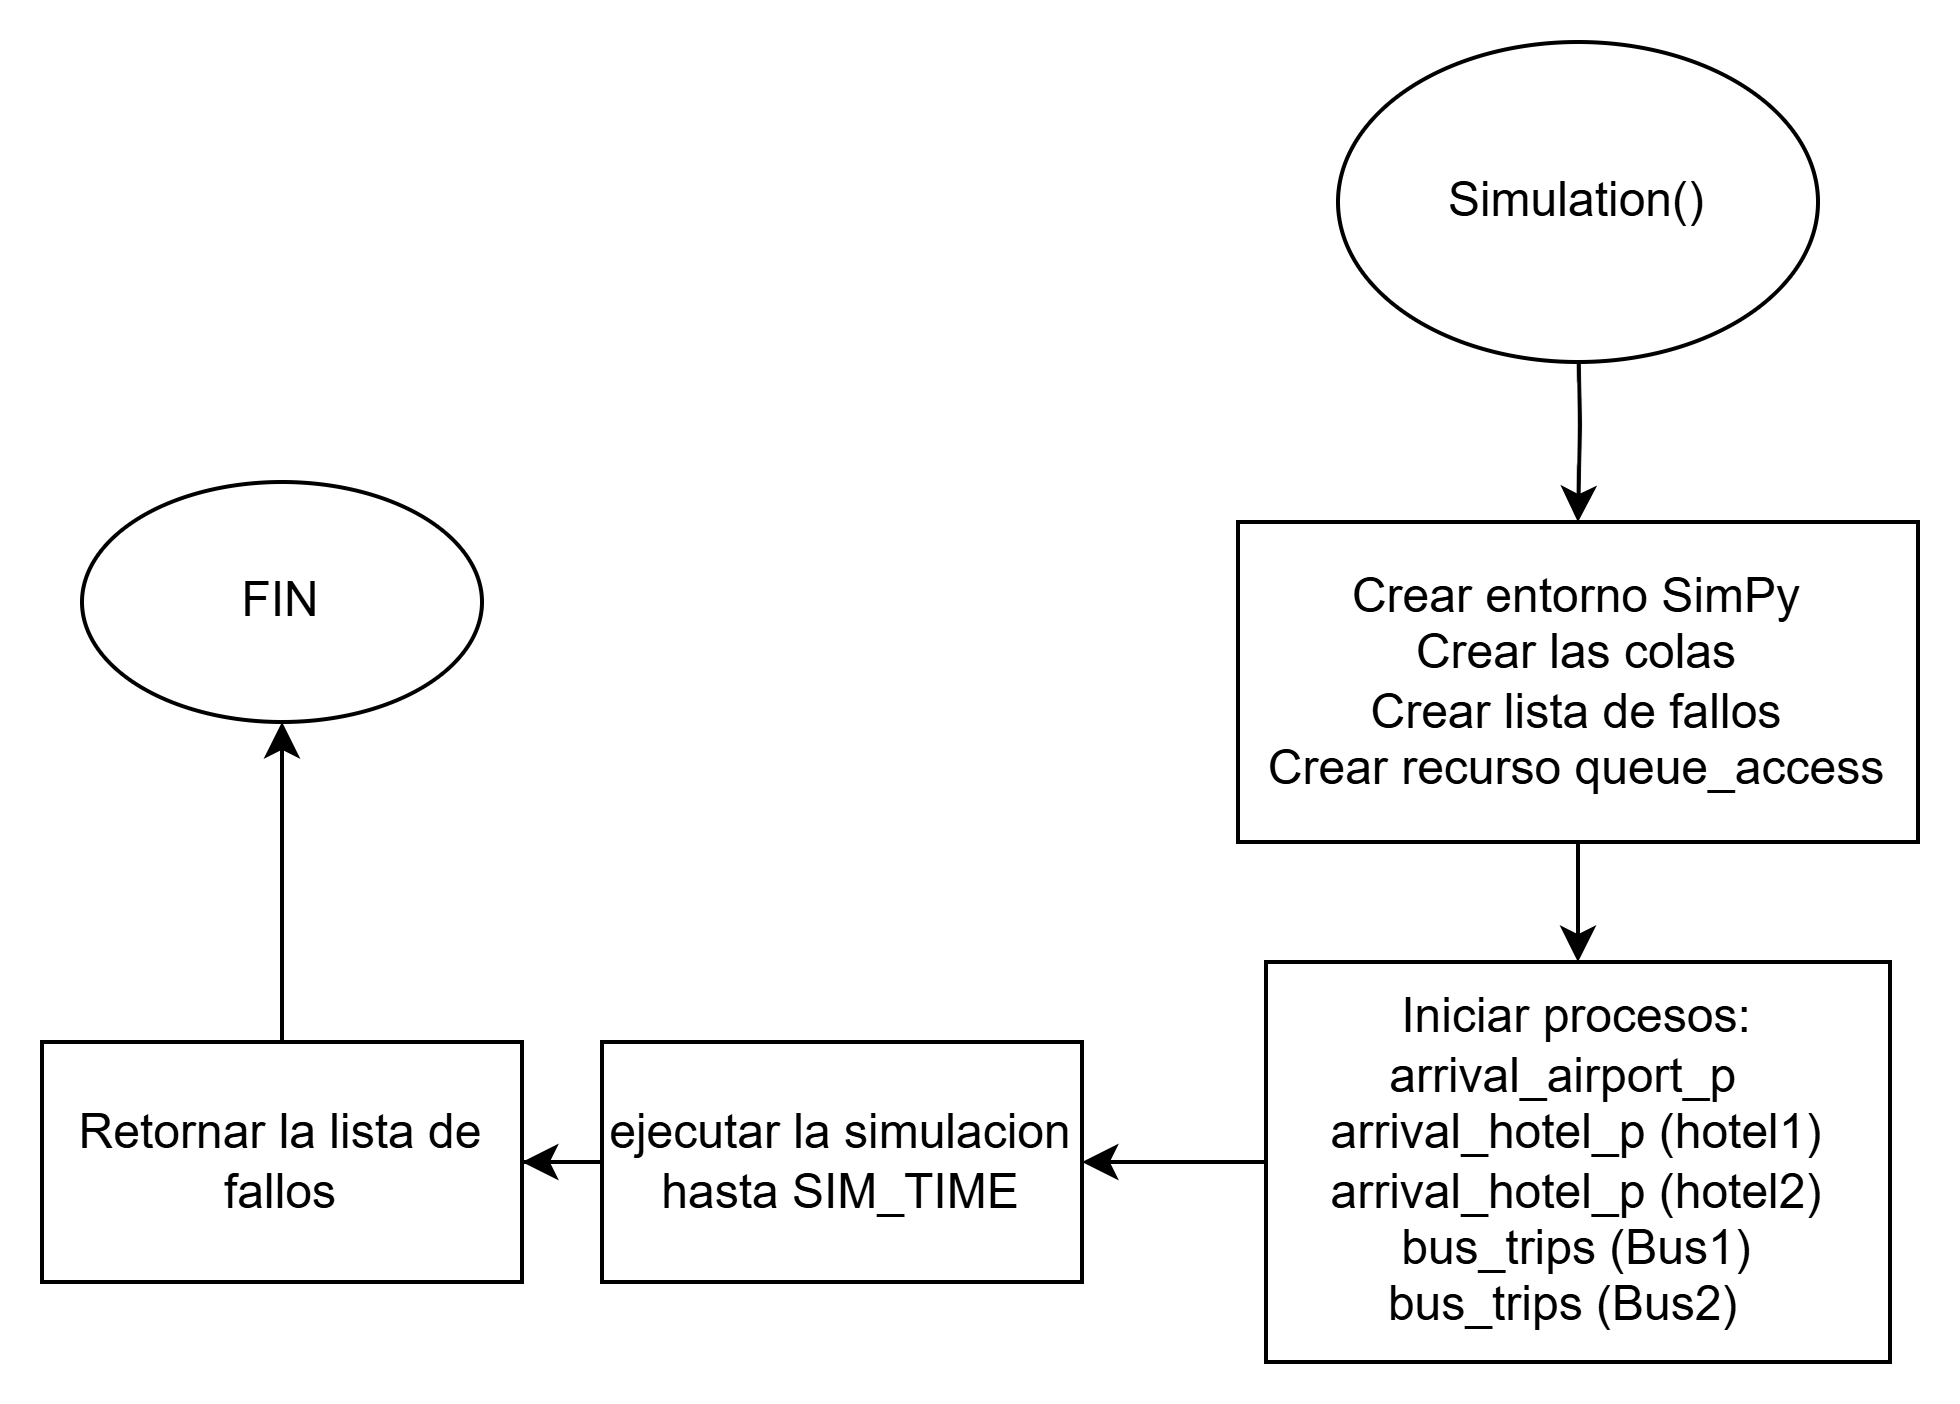 Simulation()
Crear entorno SimPy
Crear las colas
Crear lista de fallos
Crear recurso queue_access
Iniciar procesos:
arrival_airport_p
arrival_hotel_p (hotel1)
arrival_hotel_p (hotel2)
bus_trips (Bus1)
bus_trips (Bus2)
ejecutar la simulacion
hasta SIM_TIME
Retornar la lista de
fallos
FIN